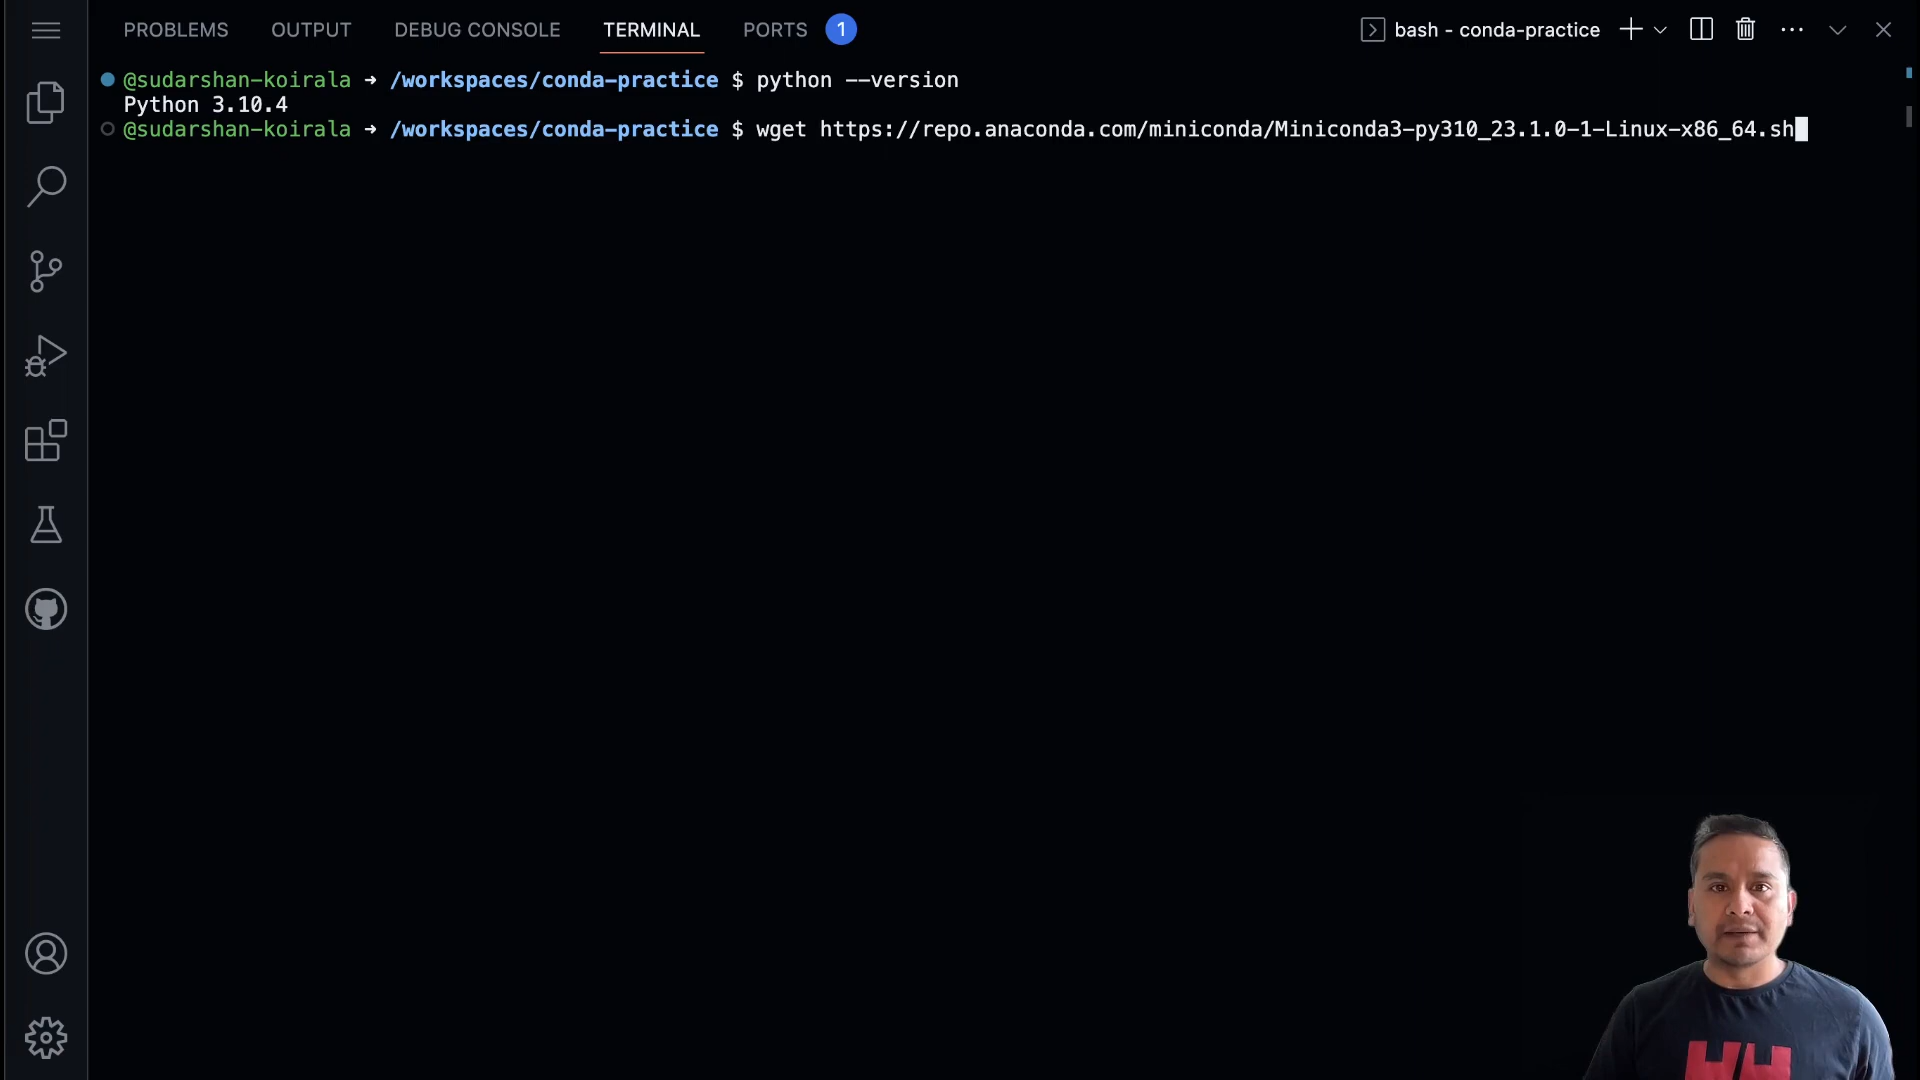 PROBLEMS OUTPUT DEBUG CONSOLE TERMINAL PORTS 1 bash - conda-practice
@sudarshan-koirala → /workspaces/conda-practice $ python --version
Python 3.10.4
@sudarshan-koirala → /workspaces/conda-practice $ wget https://repo.anaconda.com/miniconda/Miniconda3-py310_23.1.0-1-Linux-x86_64.sh
HH